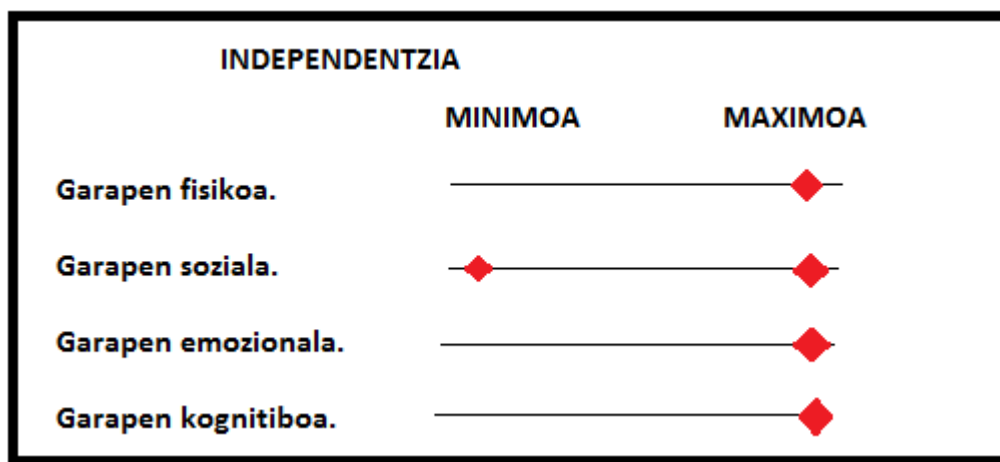 INDEPENDENTZIA
MINIMOA MAXIMOA
Garapen fisikoa.
Garapen soziala.
Garapen emozionala.
Garapen kognitiboa.